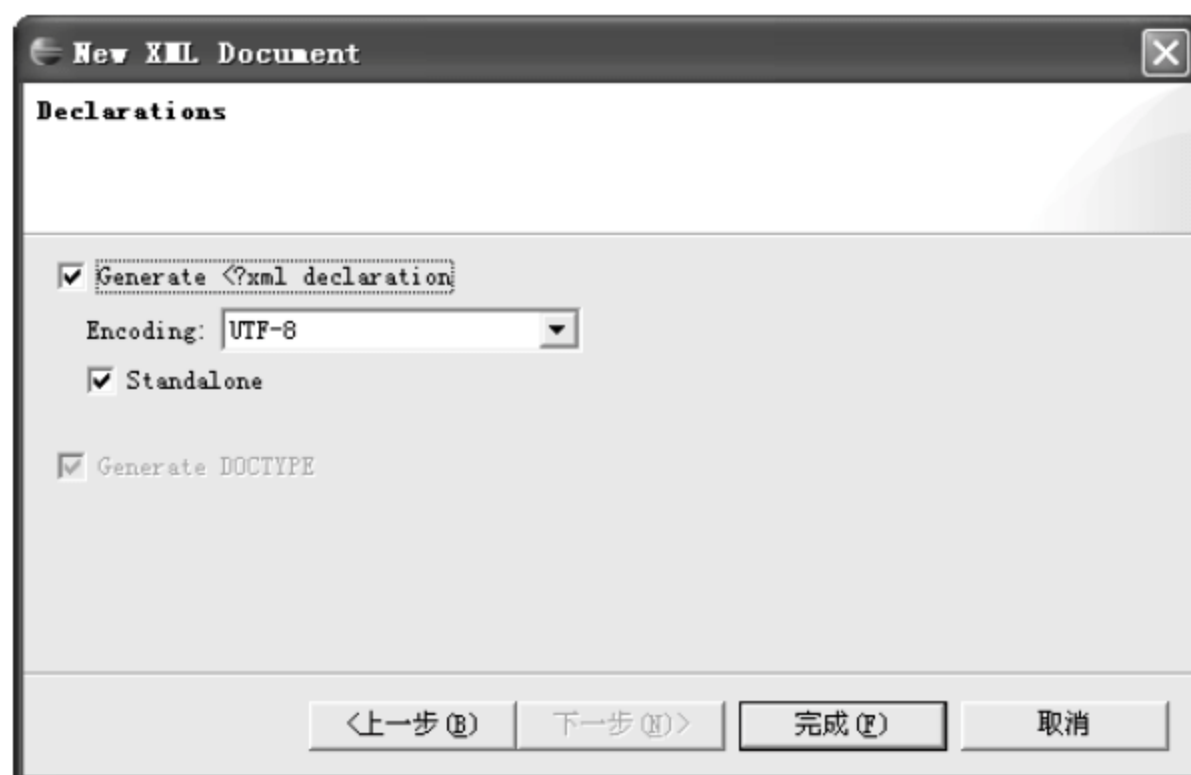 New XML Document
Declarations
Generate <?xml declaration
Encoding: UTF-8
Standalone
Generate DOCTYPE
<上一步(B) 下一步(N)> 完成(F) 取消